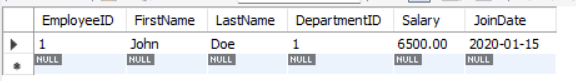 EmployeeID FirstName LastName DepartmentID Salary JoinDate
1 John Doe 1 6500.00 2020-01-15
NULL NULL NULL NULL NULL NULL